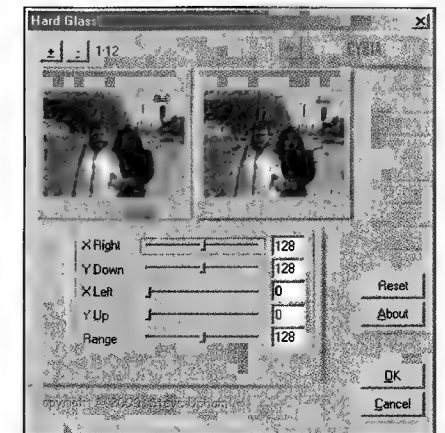 Hard Glass
+ - 1:12
X Right 128
Y Down 128
X Left 0
Y Up 0
Range 128
Reset
About
OK
Cancel